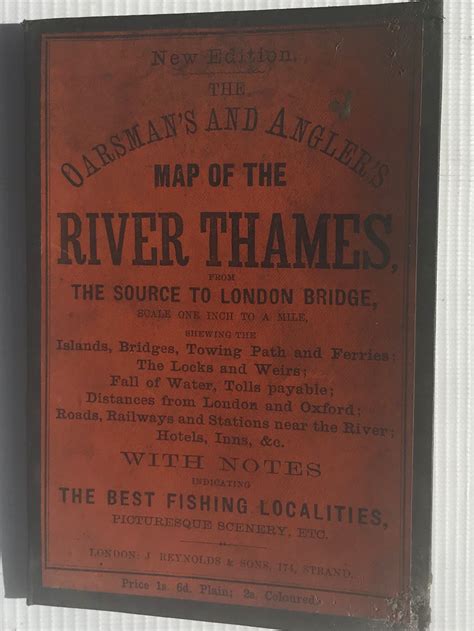 New Edition.
THE
OARSMAN'S AND ANGLER'S
MAP OF THE
RIVER THAMES,
FROM
THE SOURCE TO LONDON BRIDGE,
SCALE ONE INCH TO A MILE,
SHEWING THE
Islands, Bridges, Towing Path and Ferries;
The Locks and Weirs;
Fall of Water, Tolls payable;
Distances from London and Oxford;
Roads, Railways and Stations near the River;
Hotels, Inns, &c.
WITH NOTES
INDICATING
THE BEST FISHING LOCALITIES,
PICTURESQUE SCENERY, ETC.
LONDON: J REYNOLDS & SONS, 174, STRAND.
Price 1s. 6d. Plain; 2s. Coloured